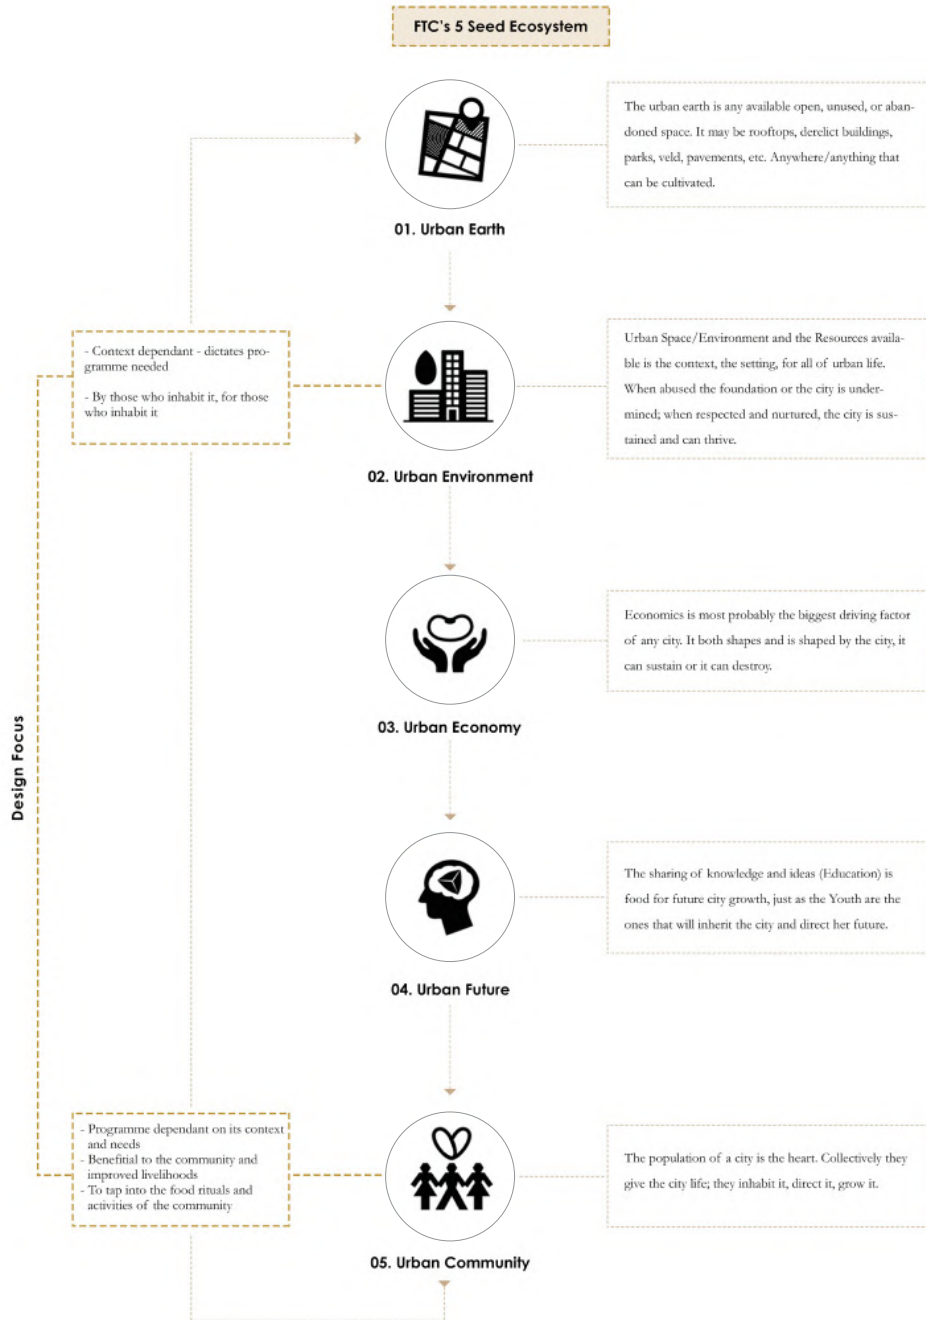 FTC's 5 Seed Ecosystem
The urban earth is any available open, unused, or aban-
doned space. It may be rooftops, derelict buildings,
parks, veld, pavements, etc. Anywhere/anything that
can be cultivated.
01. Urban Earth
- Context dependant - dictates pro-
gramme needed
- By those who inhabit it, for those
who inhabit it
Urban Space/Environment and the Resources availa-
ble is the context, the setting, for all of urban life.
When abused the foundation or the city is under-
mined; when respected and nurtured, the city is sus-
tained and can thrive.
02. Urban Environment
Economics is most probably the biggest driving factor
of any city. It both shapes and is shaped by the city, it
can sustain or it can destroy.
03. Urban Economy
Design Focus
The sharing of knowledge and ideas (Education) is
food for future city growth, just as the Youth are the
ones that will inherit the city and direct her future.
04. Urban Future
- Programme dependant on its context
and needs
- Benefitial to the community and
improved livelihoods
- To tap into the food rituals and
activities of the community
The population of a city is the heart. Collectively they
give the city life; they inhabit it, direct it, grow it.
05. Urban Community